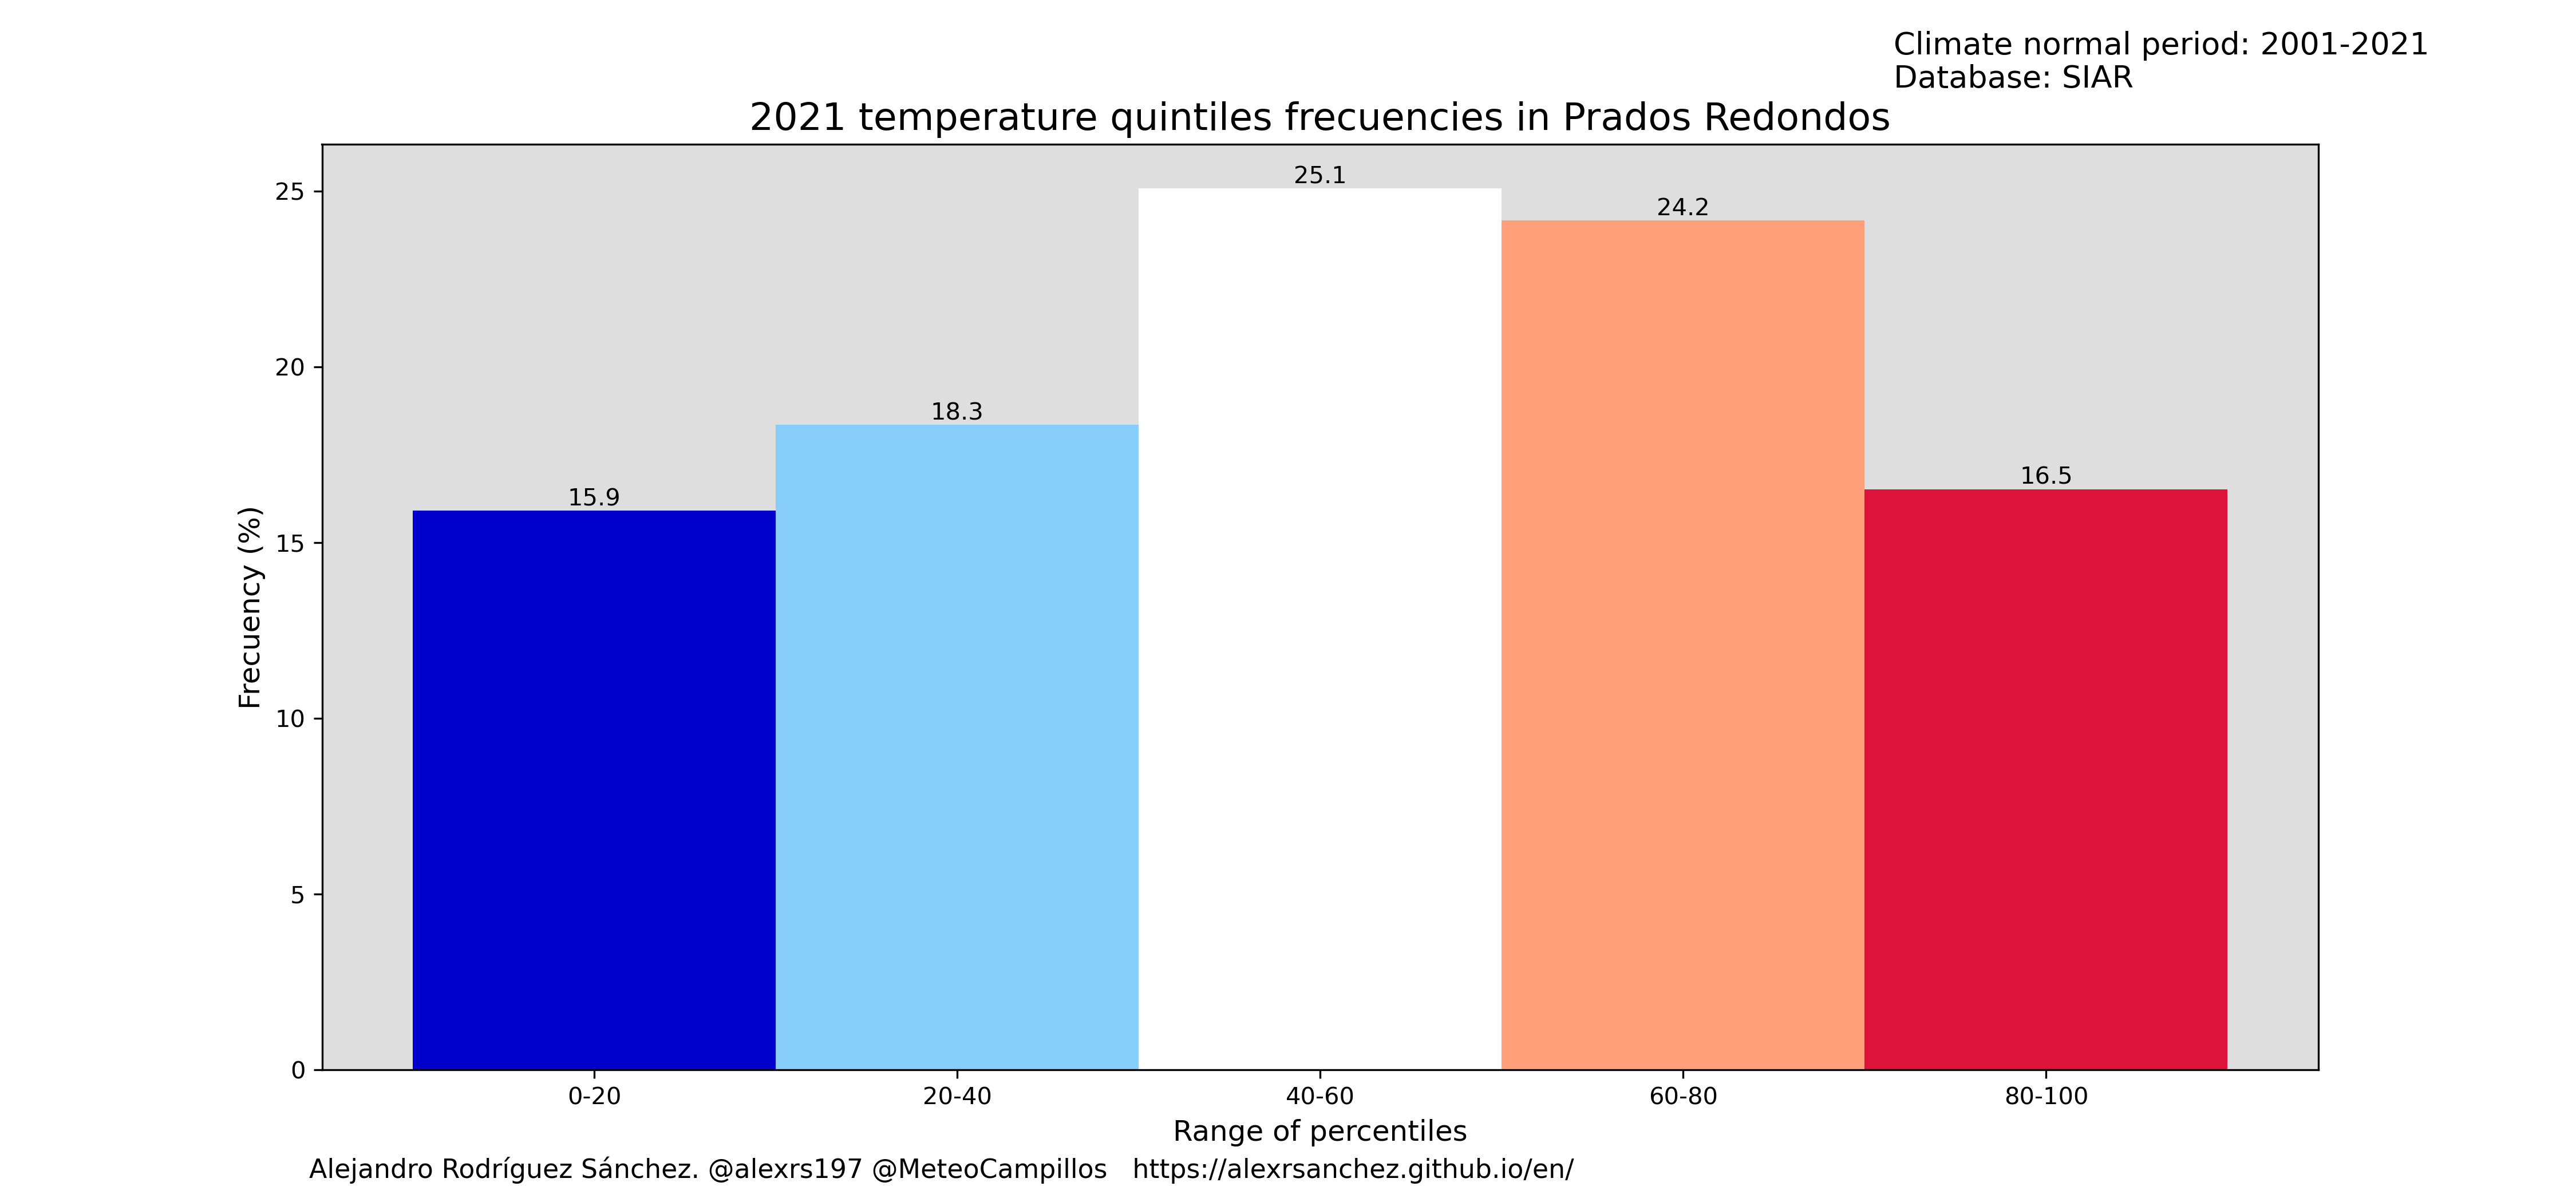 Climate normal period: 2001-2021
Database: SIAR
2021 temperature quintiles frecuencies in Prados Redondos
25.1
24.2
18.3
16.5
15.9
Frecuency (%)
25
20
15
10
5
0
0-20 20-40 40-60 60-80 80-100
Range of percentiles
Alejandro Rodríguez Sánchez. @alexrs197 @MeteoCampillos https://alexrsanchez.github.io/en/